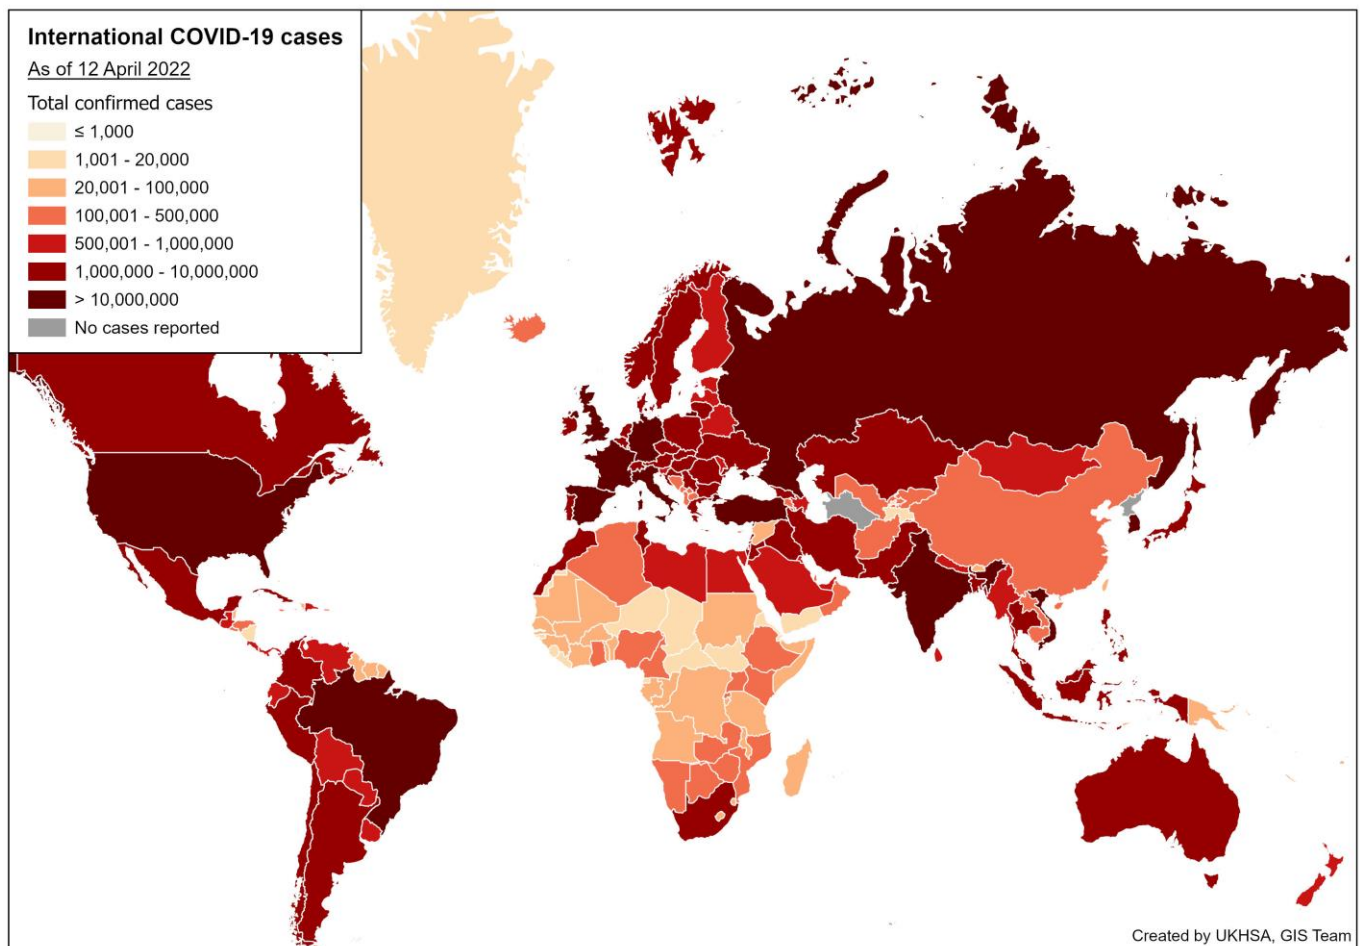 International COVID-19 cases
As of 12 April 2022
Total confirmed cases
≤ 1,000
1,001 - 20,000
20,001 - 100,000
100,001 - 500,000
500,001 - 1,000,000
1,000,000 - 10,000,000
> 10,000,000
No cases reported
Created by UKHSA, GIS Team